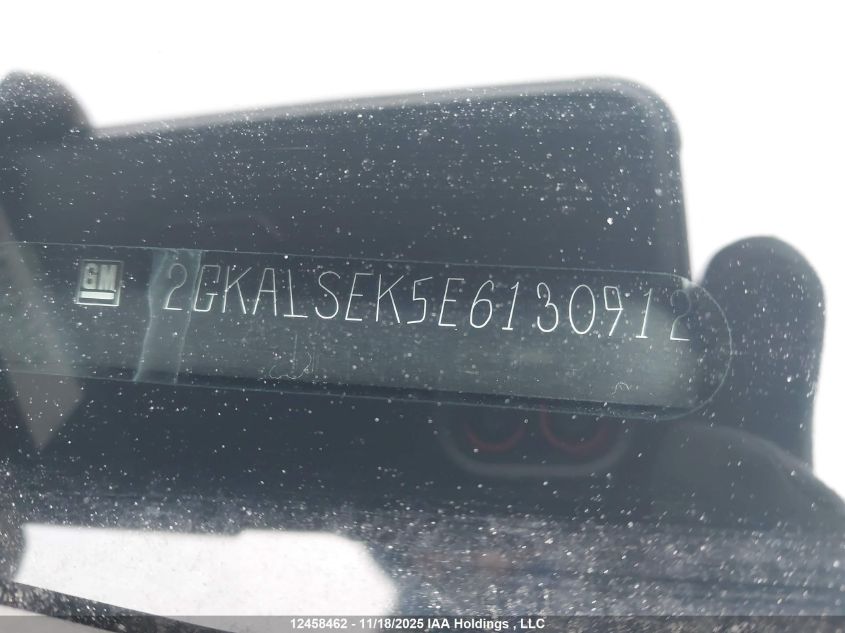 GM
2GKALSEK5E6130912
12458462 - 11/18/2025 IAA Holdings , LLC